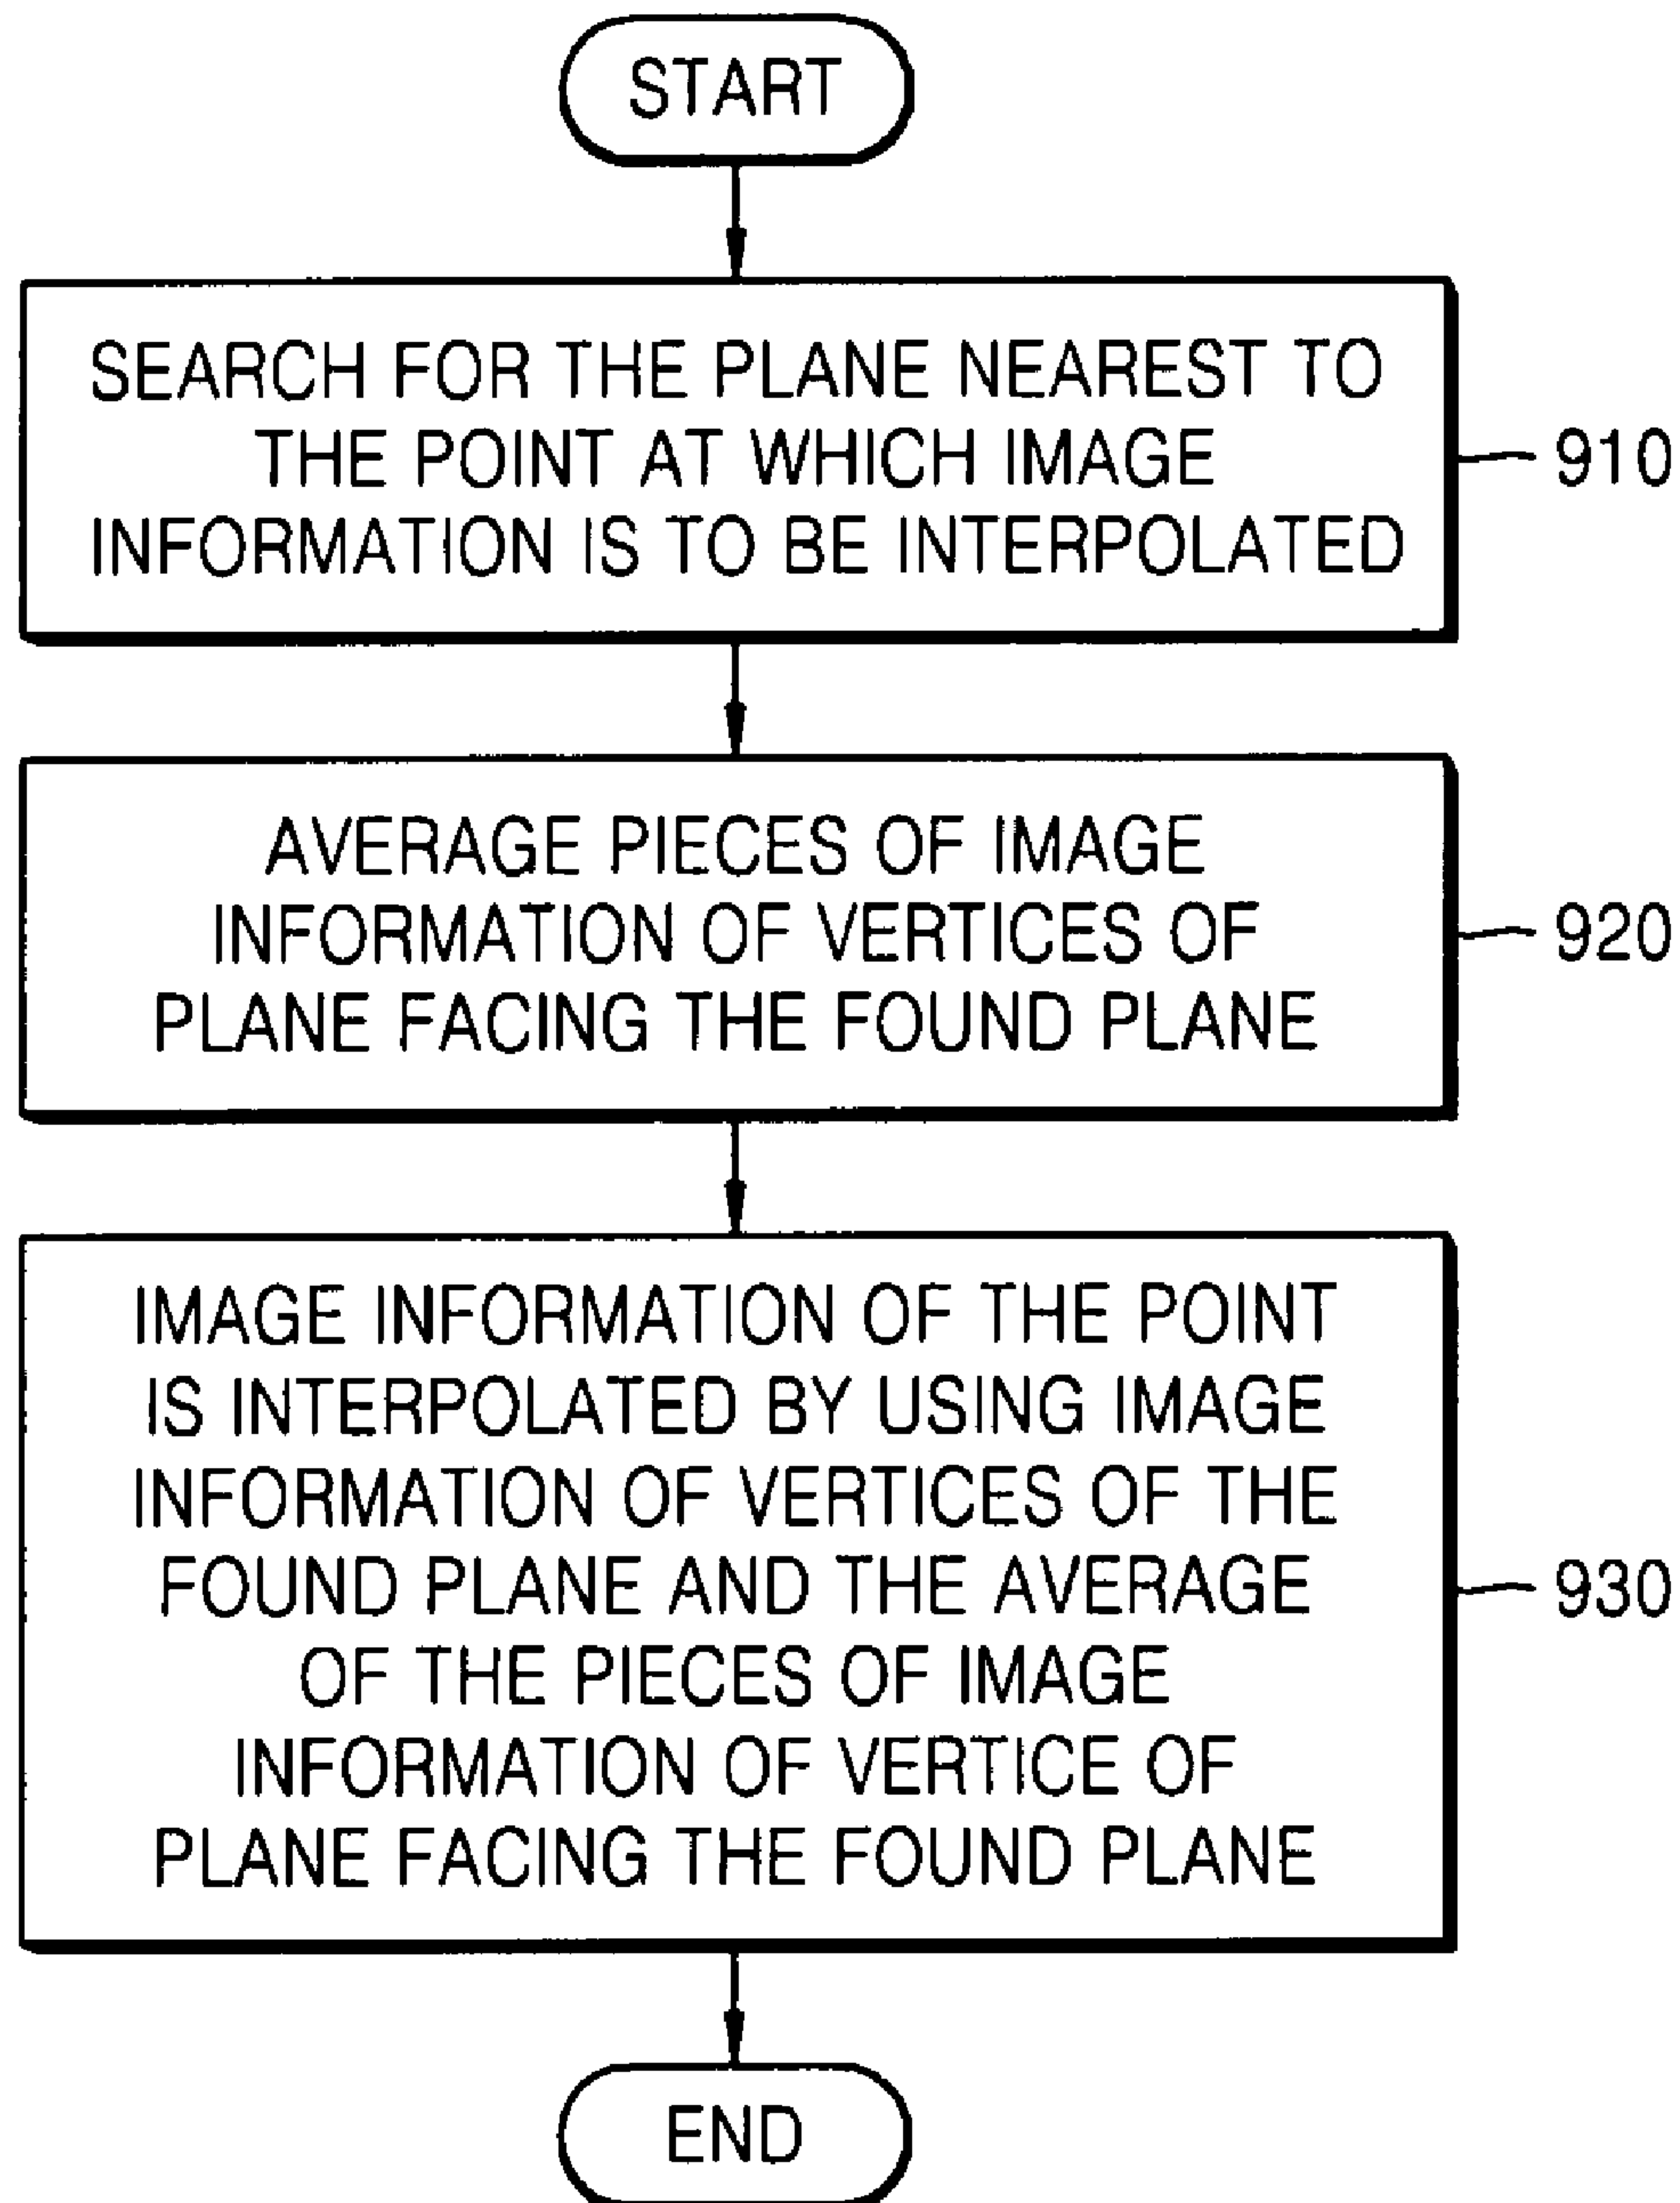 START
SEARCH FOR THE PLANE NEAREST TO
THE POINT AT WHICH IMAGE
INFORMATION IS TO BE INTERPOLATED
910
AVERAGE PIECES OF IMAGE
INFORMATION OF VERTICES OF
PLANE FACING THE FOUND PLANE
920
IMAGE INFORMATION OF THE POINT
IS INTERPOLATED BY USING IMAGE
INFORMATION OF VERTICES OF THE
FOUND PLANE AND THE AVERAGE
OF THE PIECES OF IMAGE
INFORMATION OF VERTICE OF
PLANE FACING THE FOUND PLANE
930
END